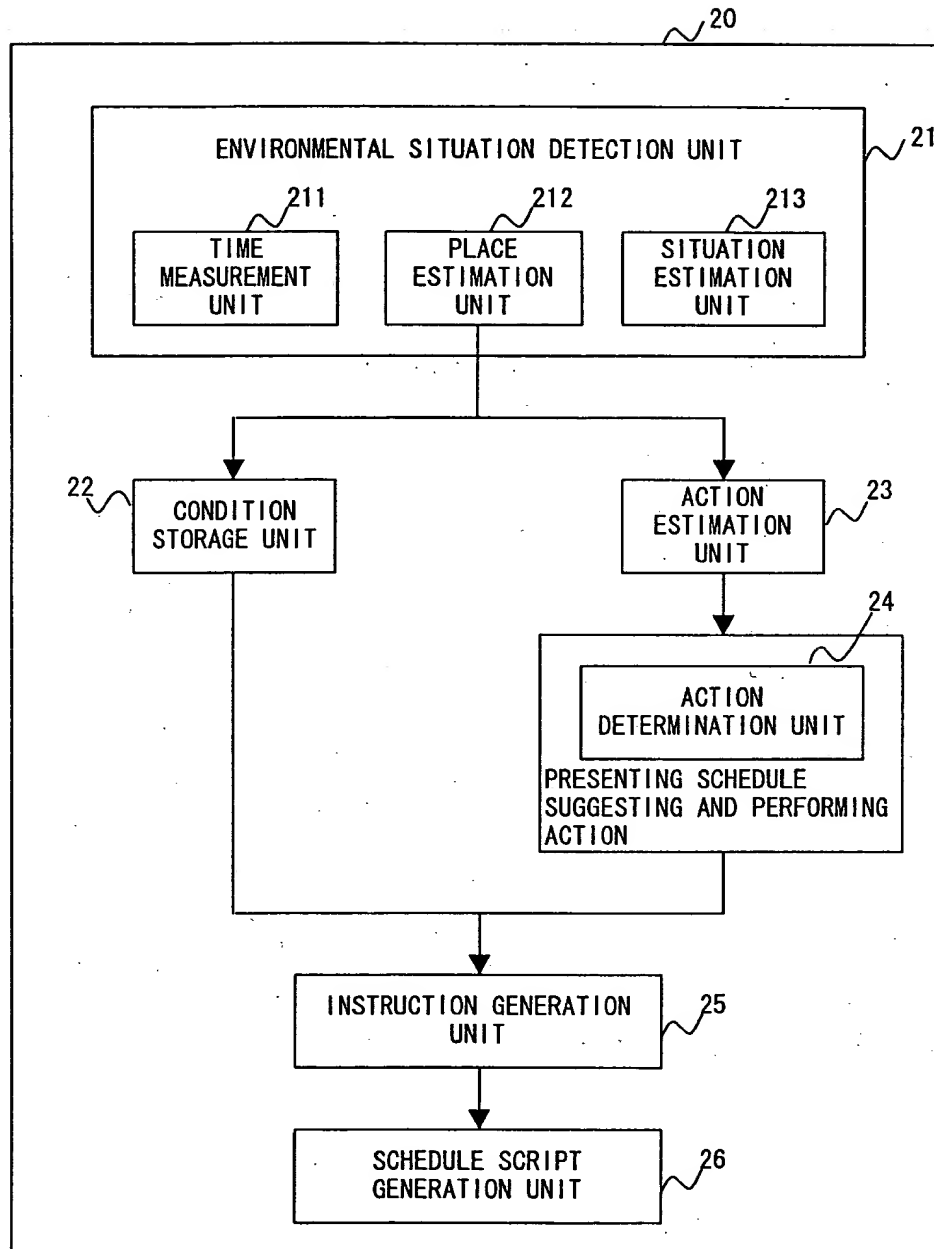 20
ENVIRONMENTAL SITUATION DETECTION UNIT
21
211
212
213
TIME
MEASUREMENT
UNIT
PLACE
ESTIMATION
UNIT
SITUATION
ESTIMATION
UNIT
22
CONDITION
STORAGE UNIT
ACTION
ESTIMATION
UNIT
23
24
ACTION
DETERMINATION UNIT
PRESENTING SCHEDULE
SUGGESTING AND PERFORMING
ACTION
INSTRUCTION GENERATION
UNIT
25
SCHEDULE SCRIPT
GENERATION UNIT
26